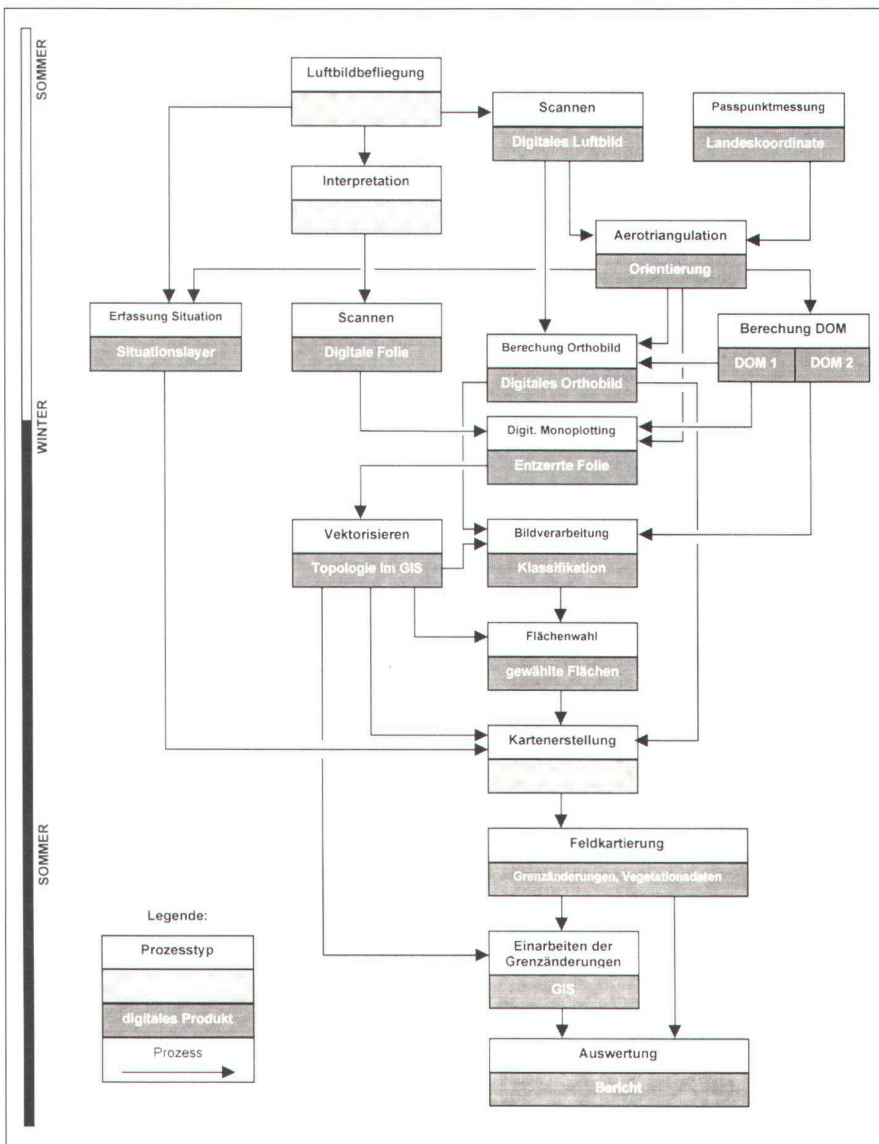 SOMMER
WINTER
SOMMER
Luftbildbefliegung
Scannen
Digitales Luftbild
Passpunktmessung
Landeskoordinate
Interpretation
Aerotriangulation
Orientierung
Erfassung Situation
Situationslayer
Scannen
Digitale Folie
Berechung Orthobild
Digitales Orthobild
Berechung DOM
DOM 1
DOM 2
Digit. Monoplotting
Entzerrte Folie
Vektorisieren
Topologie im GIS
Bildverarbeitung
Klassifikation
Flächenwahl
gewählte Flächen
Kartenerstellung
Feldkartierung
Grenzänderungen, Vegetationsdaten
Einarbeiten der
Grenzänderungen
GIS
Auswertung
Bericht
Legende:
Prozesstyp
digitales Produkt
Prozess